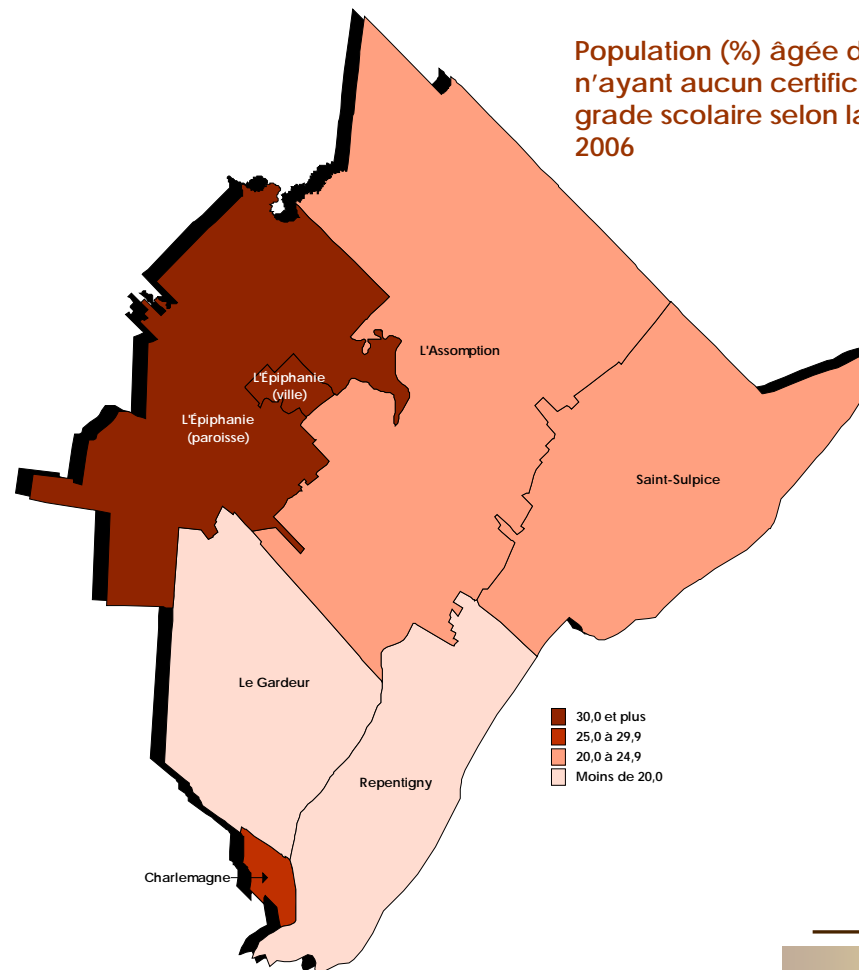 Population (%) âgée d
n'ayant aucun certific
grade scolaire selon la
2006
L'Assomption
L'Épiphanie
(ville)
L'Épiphanie
(paroisse)
Saint-Sulpice
Le Gardeur
30,0 et plus
25,0 à 29,9
20,0 à 24,9
Moins de 20,0
Repentigny
Charlemagne